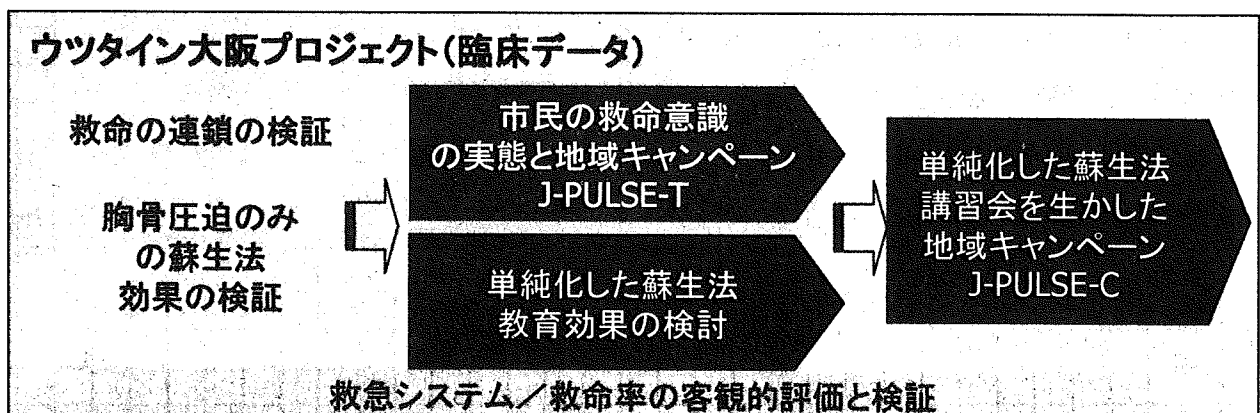 ウツタイン大阪プロジェクト(臨床データ)
救命の連鎖の検証
胸骨圧迫のみ
の蘇生法
効果の検証
市民の救命意識
の実態と地域キャンペーン
J-PULSE-T
単純化した蘇生法
教育効果の検討
単純化した蘇生法
講習会を生かした
地域キャンペーン
J-PULSE-C
救急システム/救命率の客観的評価と検証